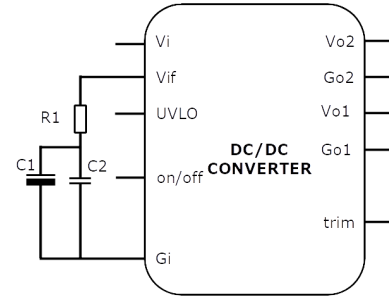 Vi
Vo2
Vif
Go2
R1
UVLO
Vo1
DC/DC
CONVERTER
Go1
C1
C2
on/off
trim
Gi